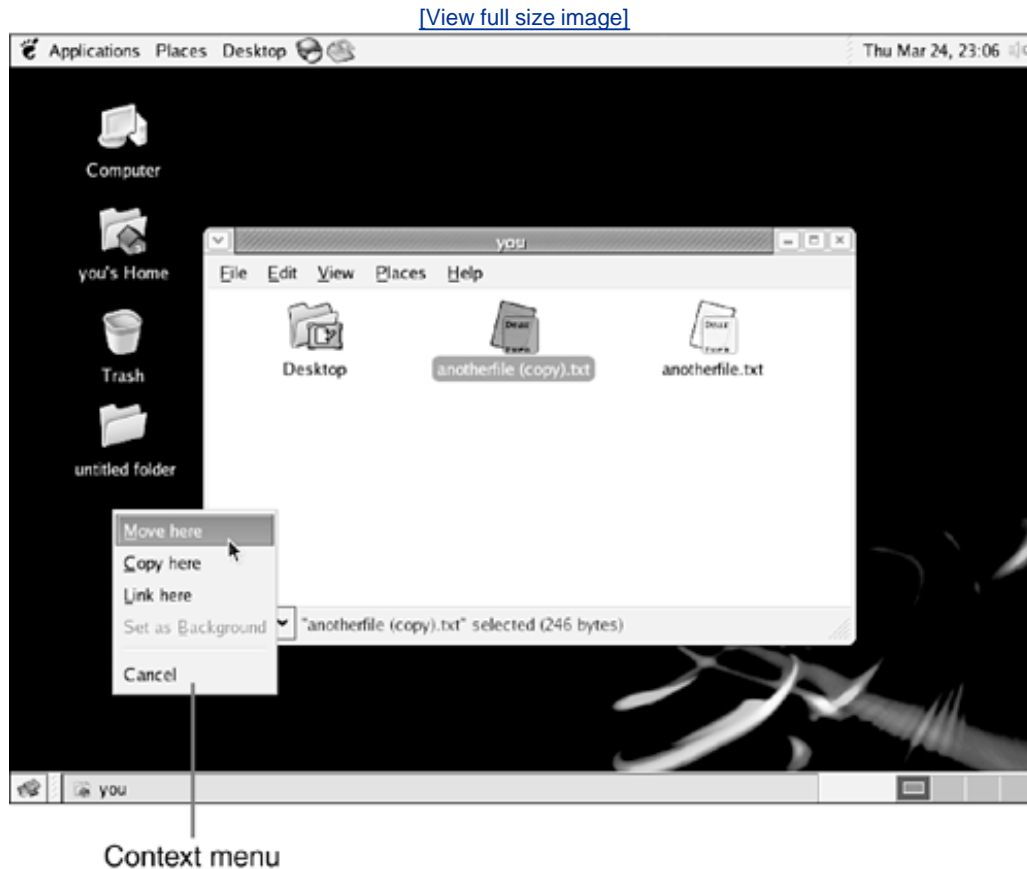 [View full size image]
Applications Places Desktop Thu Mar 24, 23:06
Computer
you's Home
Trash
untitled folder
you
File Edit View Places Help
Desktop anotherfile (copy).txt anotherfile.txt
Move here
Copy here
Link here
Set as Background
Cancel
"anotherfile (copy).txt" selected (246 bytes)
you
Context menu